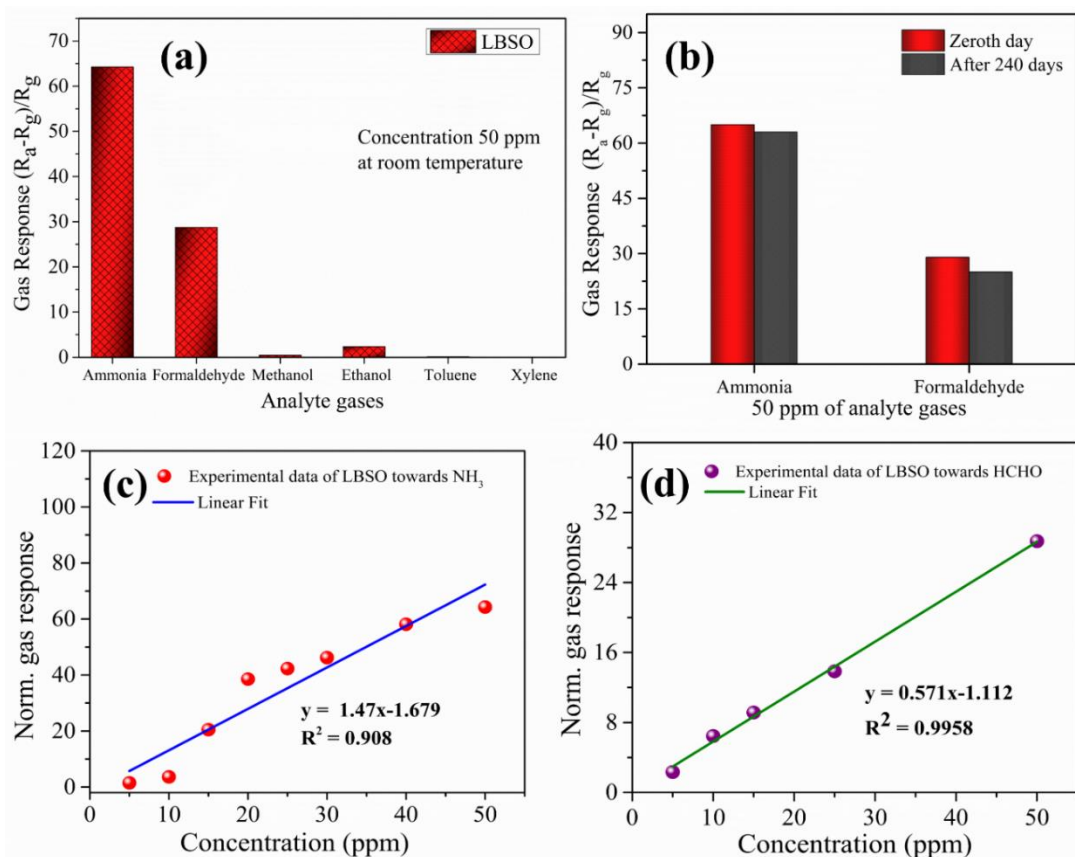 (a)
LBSO
Concentration 50 ppm
at room temperature
Gas Response (Ra-Rg)/Rg
70
60
50
40
30
20
10
0
Ammonia Formaldehyde Methanol Ethanol Toluene Xylene
Analyte gases
(b)
Zeroth day
After 240 days
Gas Response (Ra-Rg)/Rg
90
75
60
45
30
15
0
Ammonia Formaldehyde
50 ppm of analyte gases
(c)
Experimental data of LBSO towards NH3
Linear Fit
Norm. gas response
120
100
80
60
40
20
0
y = 1.47x-1.679
R2 = 0.908
0 10 20 30 40 50
Concentration (ppm)
(d)
Experimental data of LBSO towards HCHO
Linear Fit
Norm. gas response
40
32
24
16
8
0
y = 0.571x-1.112
R2 = 0.9958
0 10 20 30 40 50
Concentration (ppm)